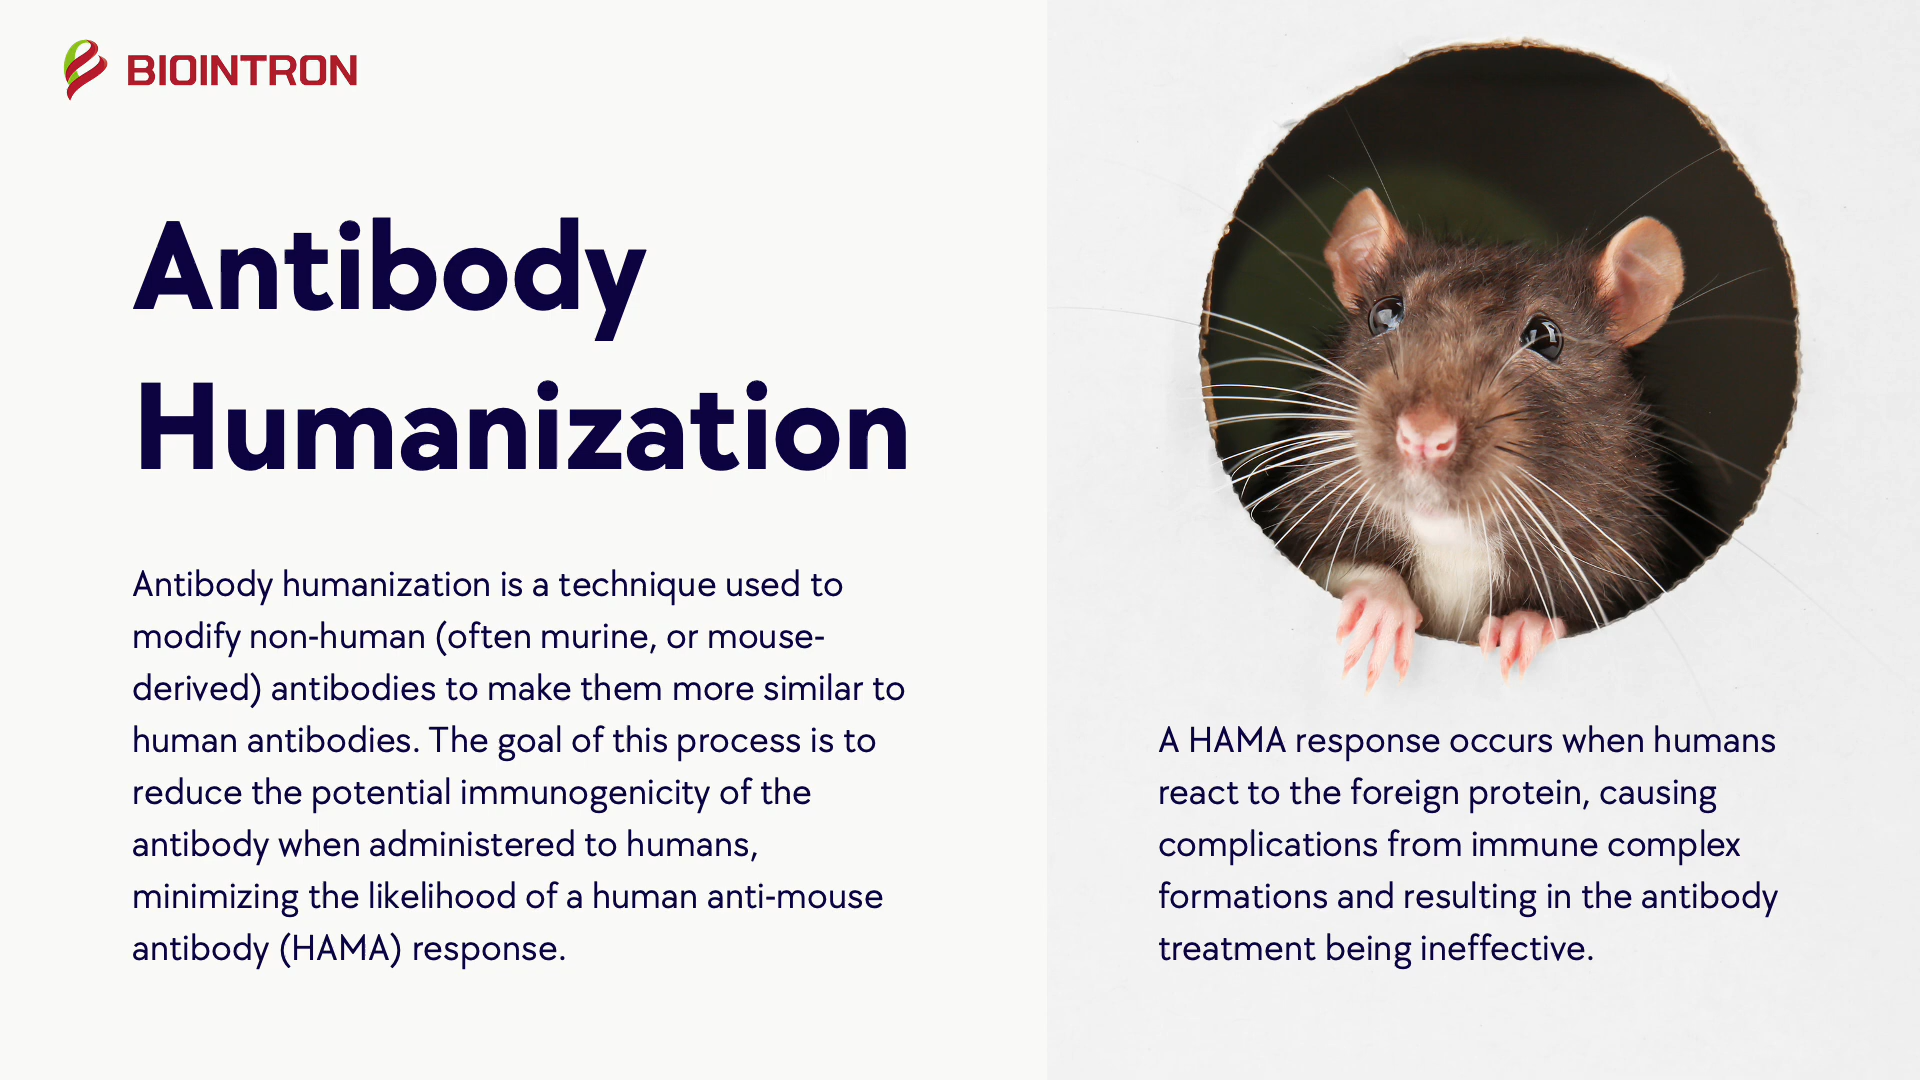 BIOINTRON
Antibody
Humanization
Antibody humanization is a technique used to
modify non-human (often murine, or mouse-
derived) antibodies to make them more similar to
human antibodies. The goal of this process is to
reduce the potential immunogenicity of the
antibody when administered to humans,
minimizing the likelihood of a human anti-mouse
antibody (HAMA) response.
A HAMA response occurs when humans
react to the foreign protein, causing
complications from immune complex
formations and resulting in the antibody
treatment being ineffective.